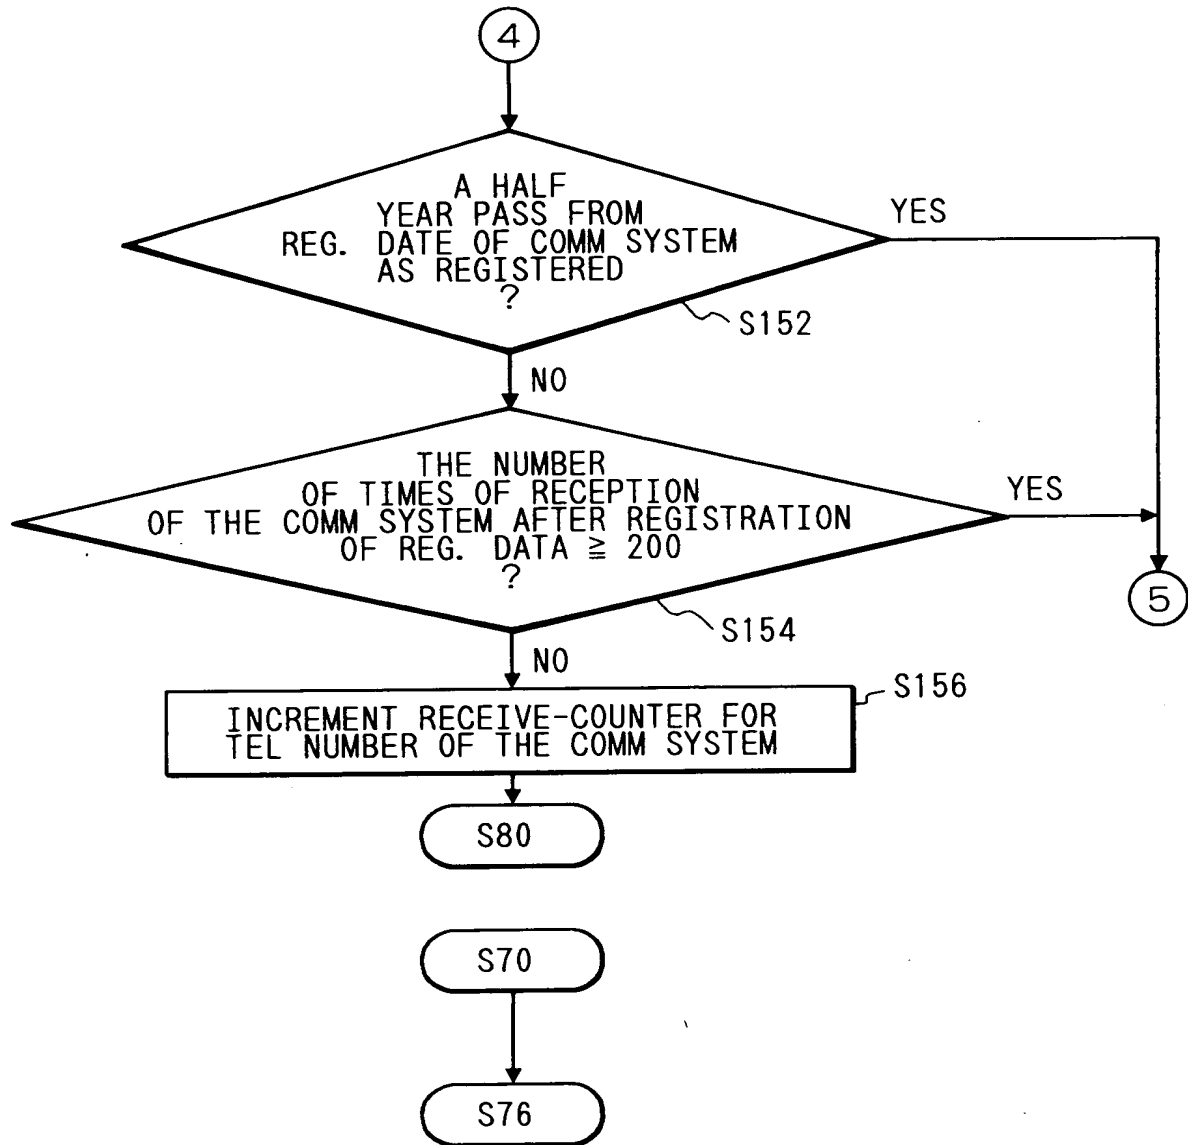 4
A HALF
YEAR PASS FROM
REG. DATE OF COMM SYSTEM
AS REGISTERED
?
YES
S152
NO
THE NUMBER
OF TIMES OF RECEPTION
OF THE COMM SYSTEM AFTER REGISTRATION
OF REG. DATA ≧ 200
?
YES
5
S154
NO
S156
INCREMENT RECEIVE-COUNTER FOR
TEL NUMBER OF THE COMM SYSTEM
S80
S70
S76